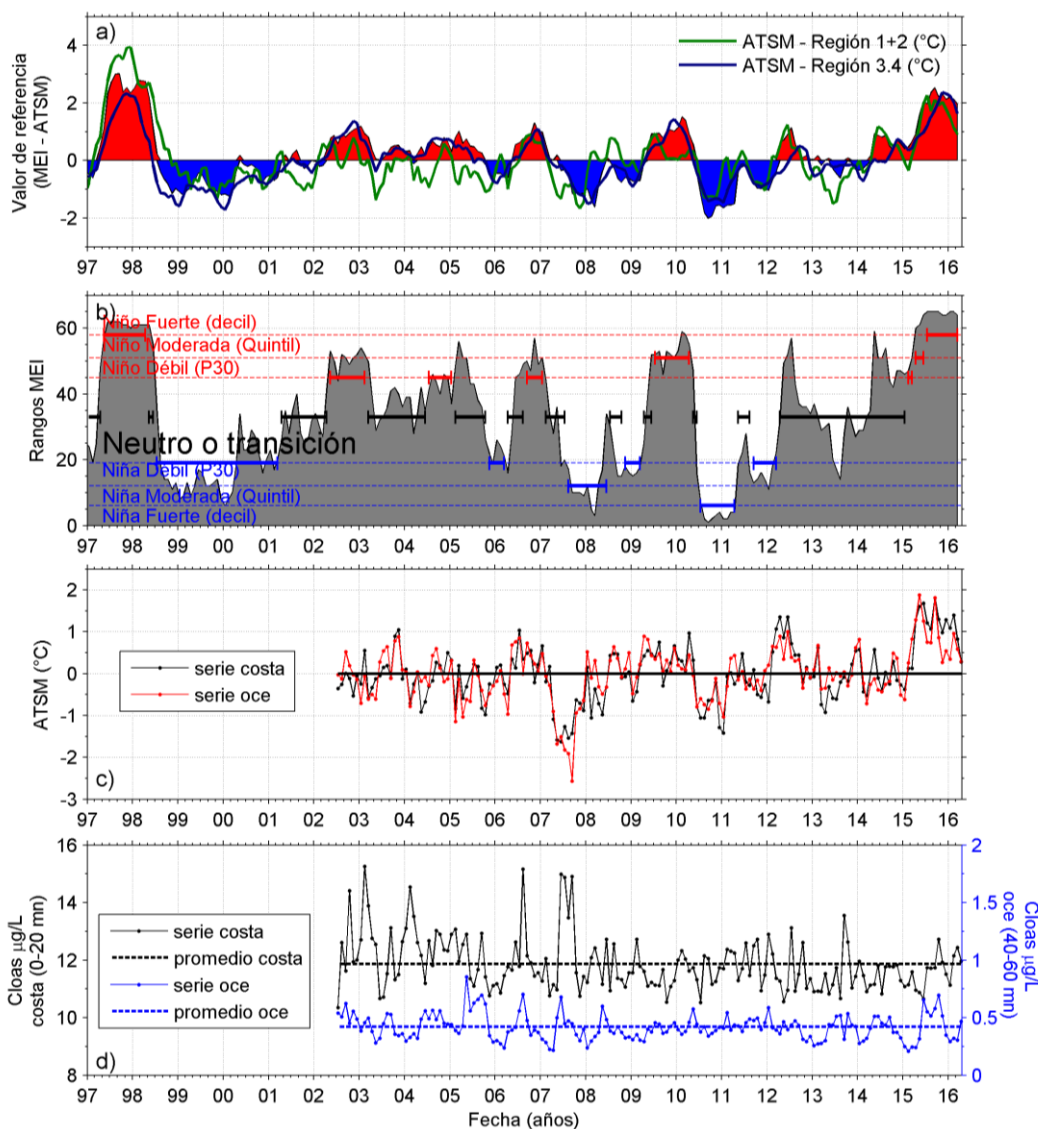 a)
ATSM - Región 1+2 (°C)
ATSM - Región 3.4 (°C)
Valor de referencia
(MEI - ATSM)
4
2
0
-2
97 98 99 00 01 02 03 04 05 06 07 08 09 10 11 12 13 14 15 16
b)
Niño Fuerte (decil)
Niño Moderada (Quintil)
Niño Débil (P30)
Neutro o transición
Niña Débil (P30)
Niña Moderada (Quintil)
Niña Fuerte (decil)
Rangos MEI
60
40
20
0
97 98 99 00 01 02 03 04 05 06 07 08 09 10 11 12 13 14 15 16
ATSM (°C)
2
1
0
-1
-2
-3
serie costa
serie oce
c)
97 98 99 00 01 02 03 04 05 06 07 08 09 10 11 12 13 14 15 16
Cloas µg/L
costa (0-20 mn)
16
14
12
10
8
serie costa
promedio costa
serie oce
promedio oce
d)
2
1.5
1
0.5
0
Cloas µg/L
oce (40-60 mn)
97 98 99 00 01 02 03 04 05 06 07 08 09 10 11 12 13 14 15 16
Fecha (años)